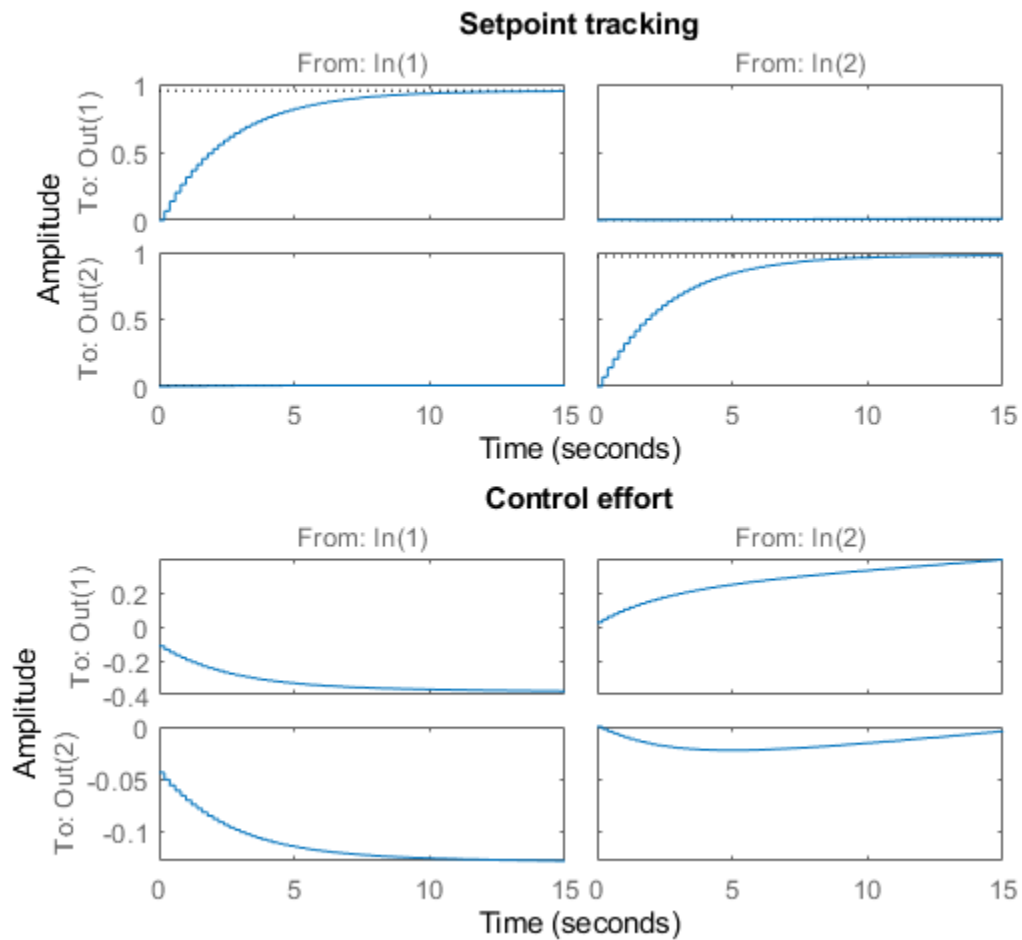 Setpoint tracking
From: In(1)
From: In(2)
Amplitude
To: Out(1)
1
0.5
0
To: Out(2)
1
0.5
0
0
5
10
15
0
5
10
15
Time (seconds)
Control effort
From: In(1)
From: In(2)
Amplitude
To: Out(1)
0.2
0
-0.2
-0.4
To: Out(2)
0
-0.05
-0.1
0
5
10
15
0
5
10
15
Time (seconds)